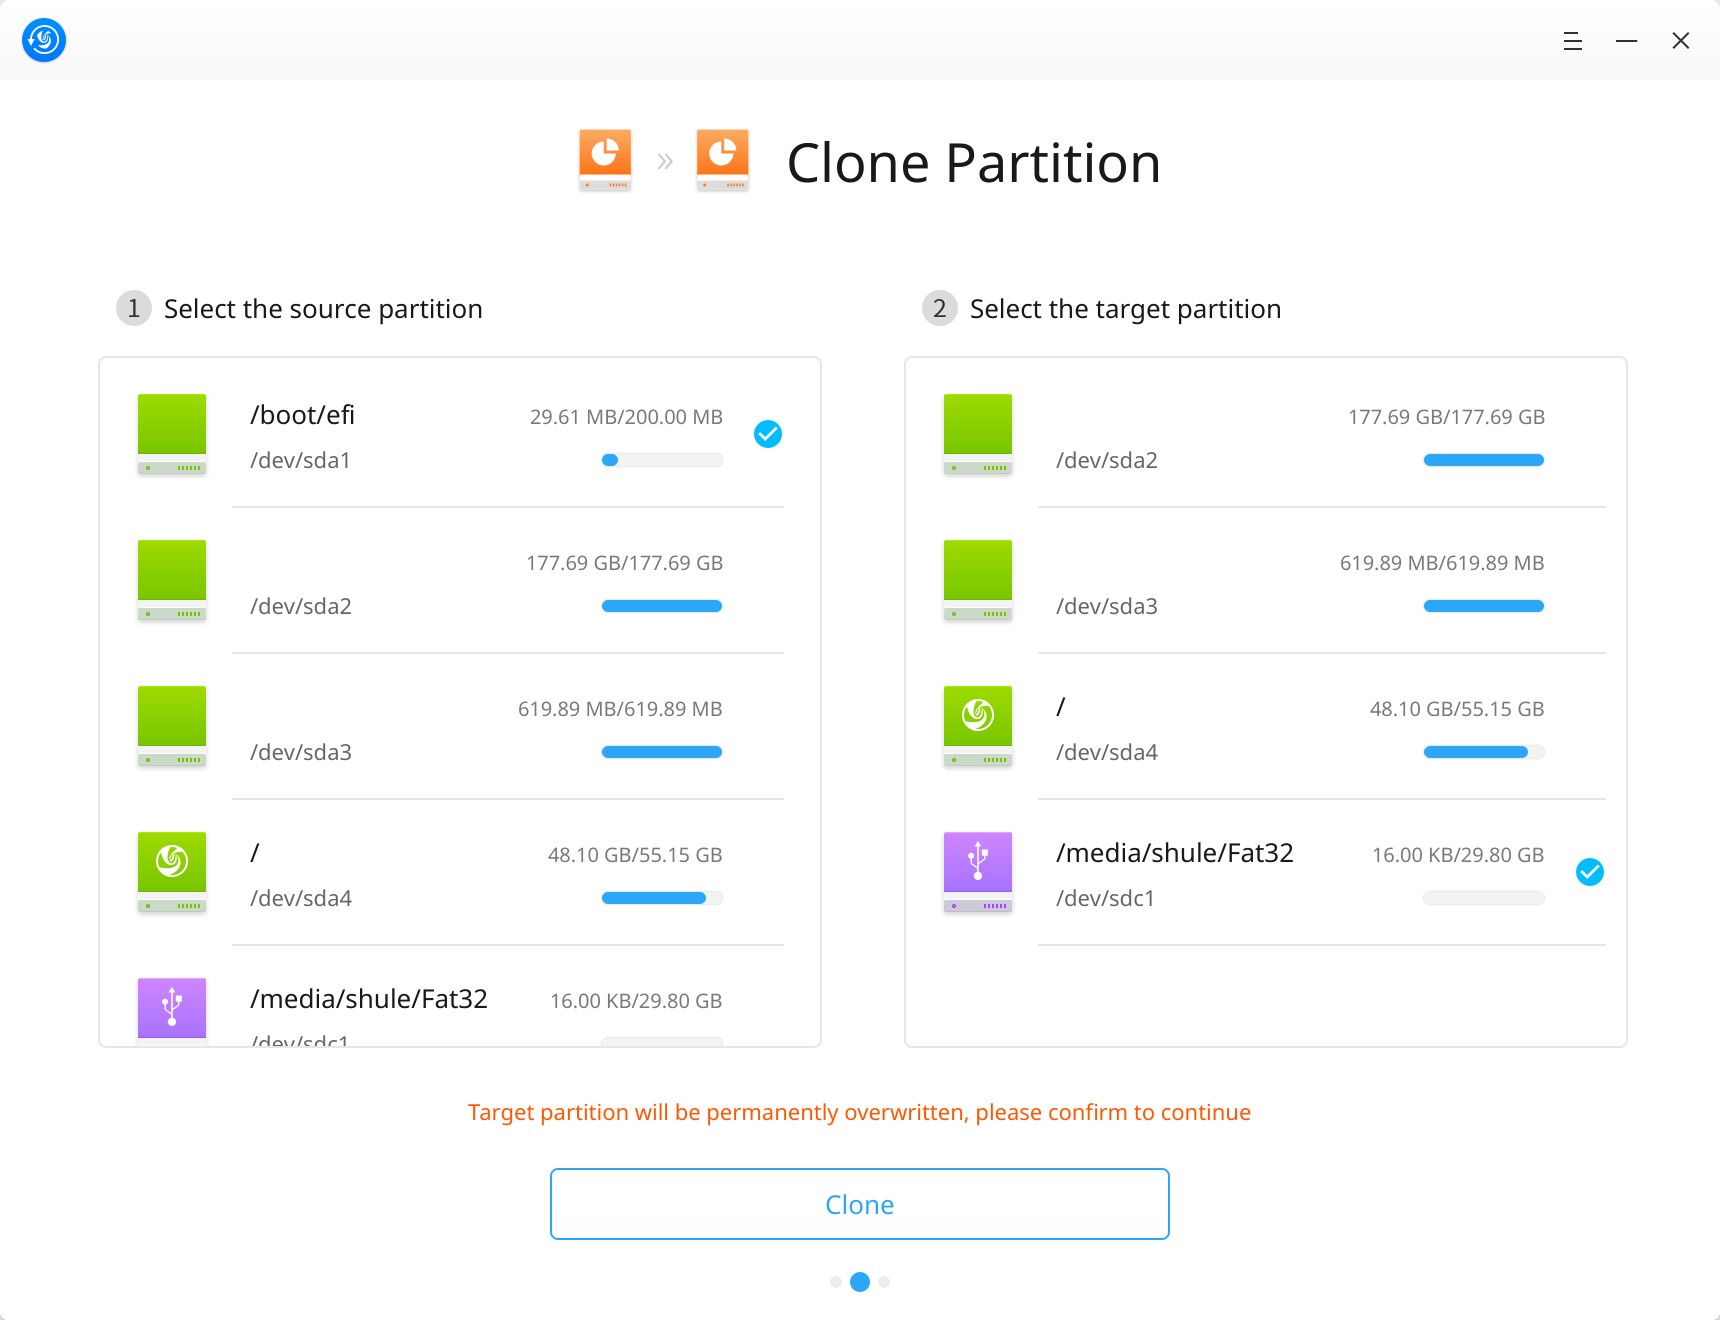 Clone Partition
1 Select the source partition
/boot/efi 29.61 MB/200.00 MB
/dev/sda1
177.69 GB/177.69 GB
/dev/sda2
619.89 MB/619.89 MB
/dev/sda3
/ 48.10 GB/55.15 GB
/dev/sda4
/media/shule/Fat32 16.00 KB/29.80 GB
/dev/sdc1
2 Select the target partition
177.69 GB/177.69 GB
/dev/sda2
619.89 MB/619.89 MB
/dev/sda3
/ 48.10 GB/55.15 GB
/dev/sda4
/media/shule/Fat32 16.00 KB/29.80 GB
/dev/sdc1
Target partition will be permanently overwritten, please confirm to continue
Clone